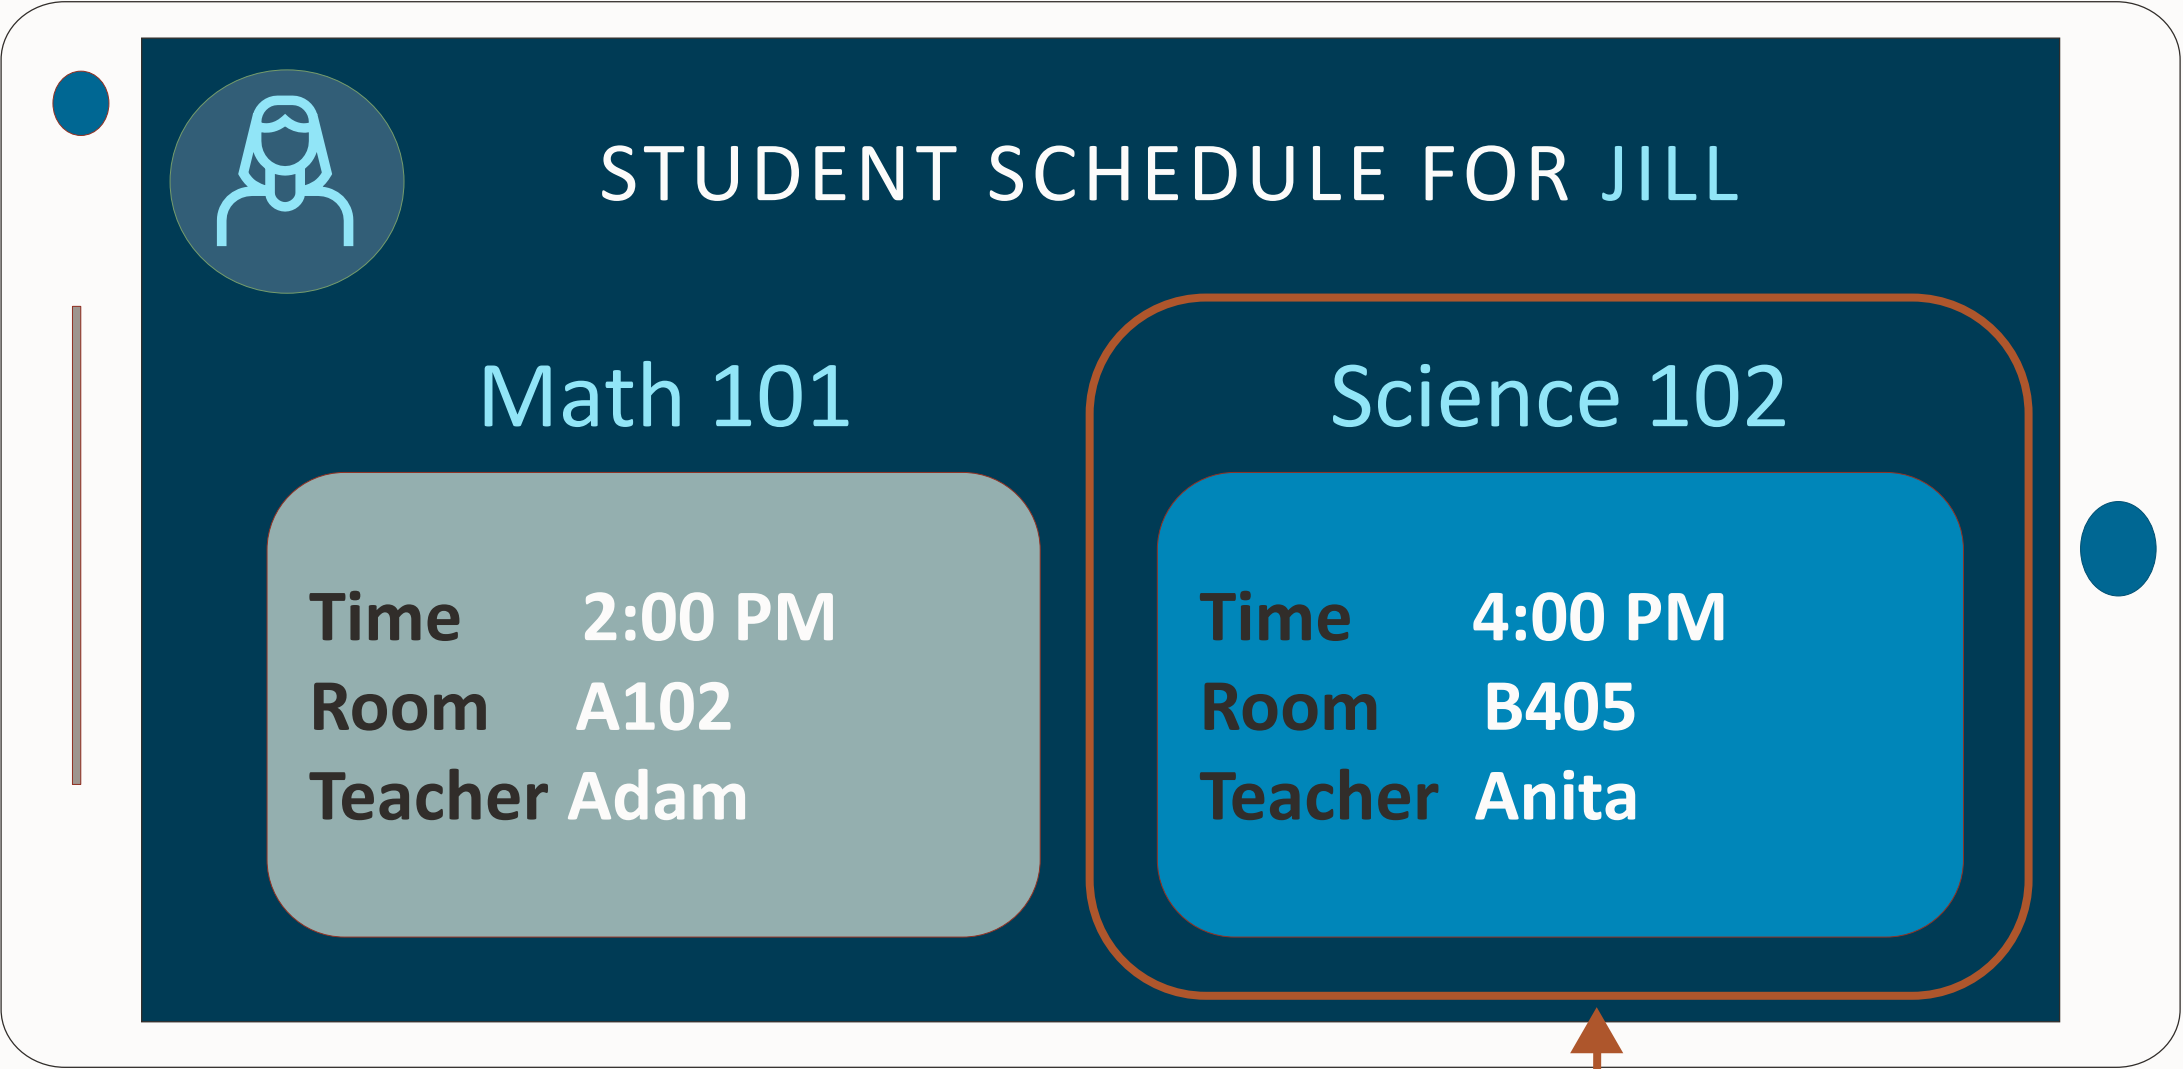 STUDENT SCHEDULE FOR JILL
Math 101
Time 2:00 PM
Room A102
Teacher Adam
Science 102
Time 4:00 PM
Room B405
Teacher Anita